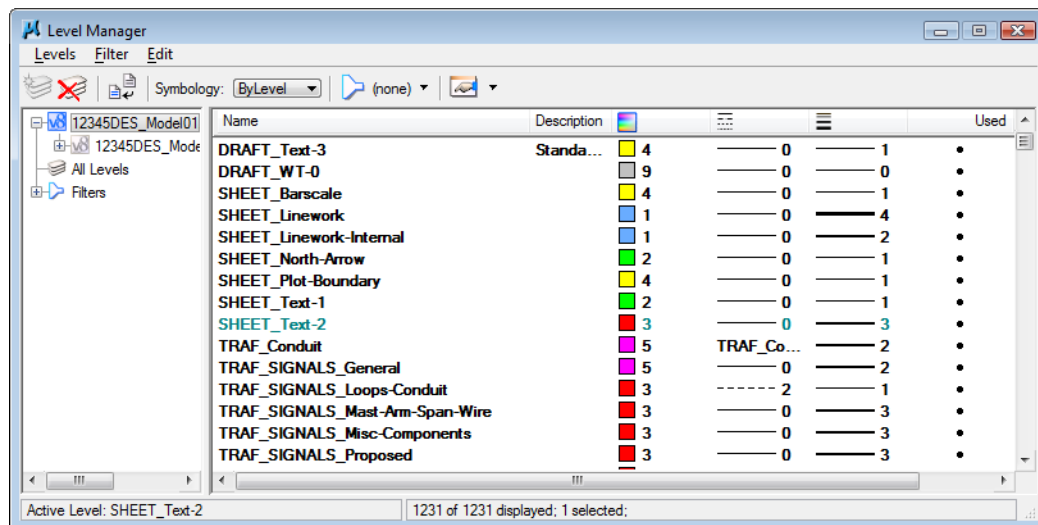 Level Manager
Levels Filter Edit
Symbology: ByLevel (none)
12345DES_Model01
12345DES_Mode
All Levels
Filters
Name Description Used
DRAFT_Text-3 Standa... 4 0 1
DRAFT_WT-0 9 0 0
SHEET_Barscale 4 0 1
SHEET_Linework 1 0 4
SHEET_Linework-Internal 1 0 2
SHEET_North-Arrow 2 0 1
SHEET_Plot-Boundary 4 0 1
SHEET_Text-1 2 0 1
SHEET_Text-2 3 0 3
TRAF_Conduit 5 TRAF_Co... 2
TRAF_SIGNALS_General 5 0 2
TRAF_SIGNALS_Loops-Conduit 3 2 1
TRAF_SIGNALS_Mast-Arm-Span-Wire 3 0 3
TRAF_SIGNALS_Misc-Components 3 0 3
TRAF_SIGNALS_Proposed 3 0 3
Active Level: SHEET_Text-2 1231 of 1231 displayed; 1 selected;